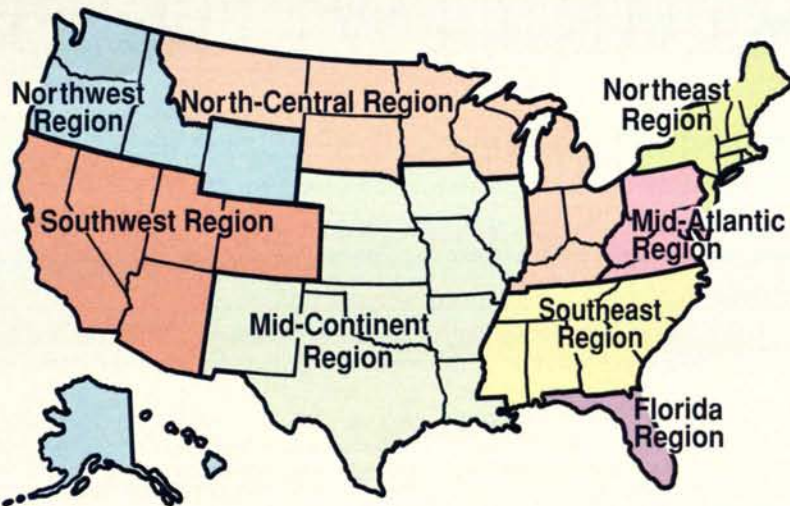 Northwest
Region
North-Central Region
Northeast
Region
Southwest Region
Mid-Atlantic
Region
Mid-Continent
Region
Southeast
Region
Florida
Region